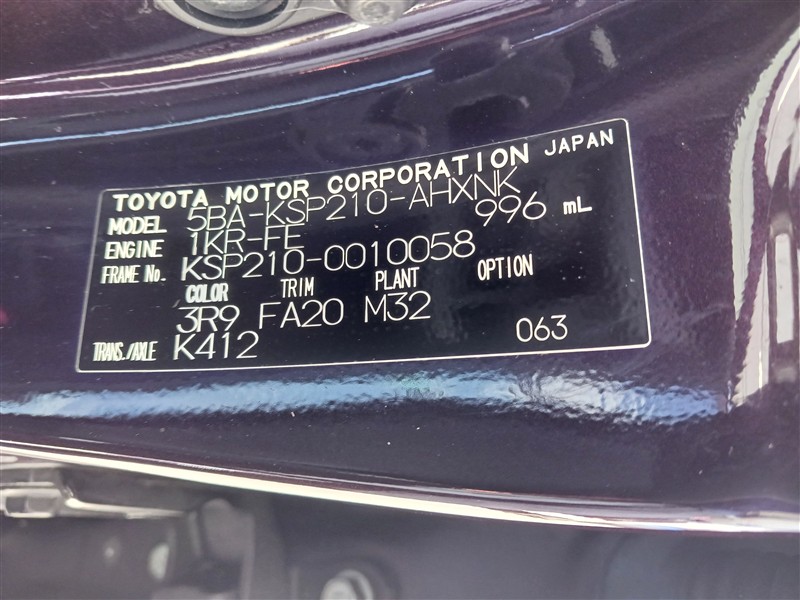 TOYOTA MOTOR CORPORATION JAPAN
MODEL 5BA-KSP210-AHXNK
ENGINE 1KR-FE 996 mL
FRAME No. KSP210-0010058
COLOR TRIM PLANT OPTION
3R9 FA20 M32
TRANS./AXLE K412 063